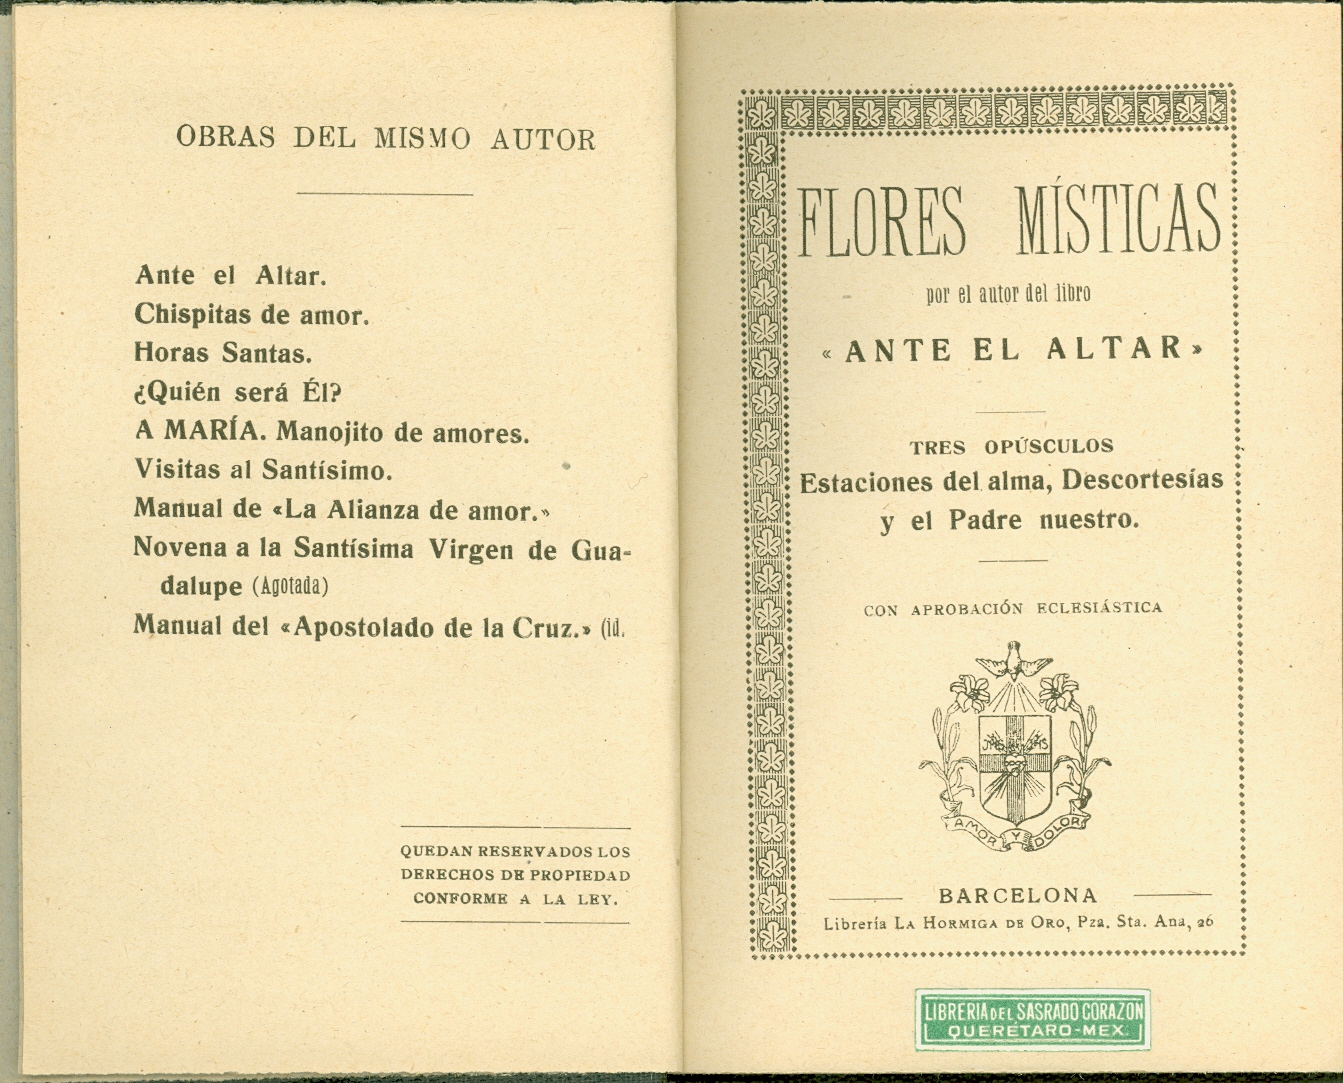 OBRAS DEL MISMO AUTOR
Ante el Altar.
Chispitas de amor.
Horas Santas.
¿Quién será Él?
A MARÍA. Manojito de amores.
Visitas al Santísimo.
Manual de «La Alianza de amor.»
Novena a la Santísima Virgen de Gua-
dalupe (Agotada)
Manual del «Apostolado de la Cruz.» (id.
QUEDAN RESERVADOS LOS
DERECHOS DE PROPIEDAD
CONFORME A LA LEY.
FLORES MÍSTICAS
por el autor del libro
«ANTE EL ALTAR»
TRES OPÚSCULOS
Estaciones del alma, Descortesías
y el Padre nuestro.
CON APROBACIÓN ECLESIÁSTICA
JHS JHS
AMOR Y DOLOR
BARCELONA
Librería LA HORMIGA DE ORO, Pza. Sta. Ana, 26
LIBRERIA DEL SASRADO CORAZON
QUERÉTARO-MEX.